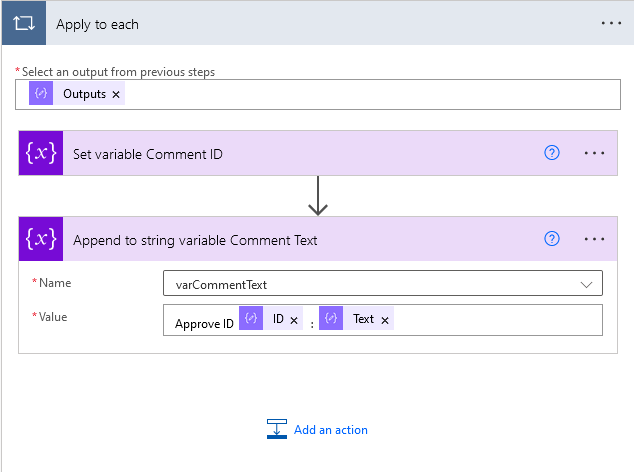 Apply to each
* Select an output from previous steps
Outputs ×
{x} Set variable Comment ID
{x} Append to string variable Comment Text
* Name varCommentText
* Value Approve ID ID × : Text ×
Add an action